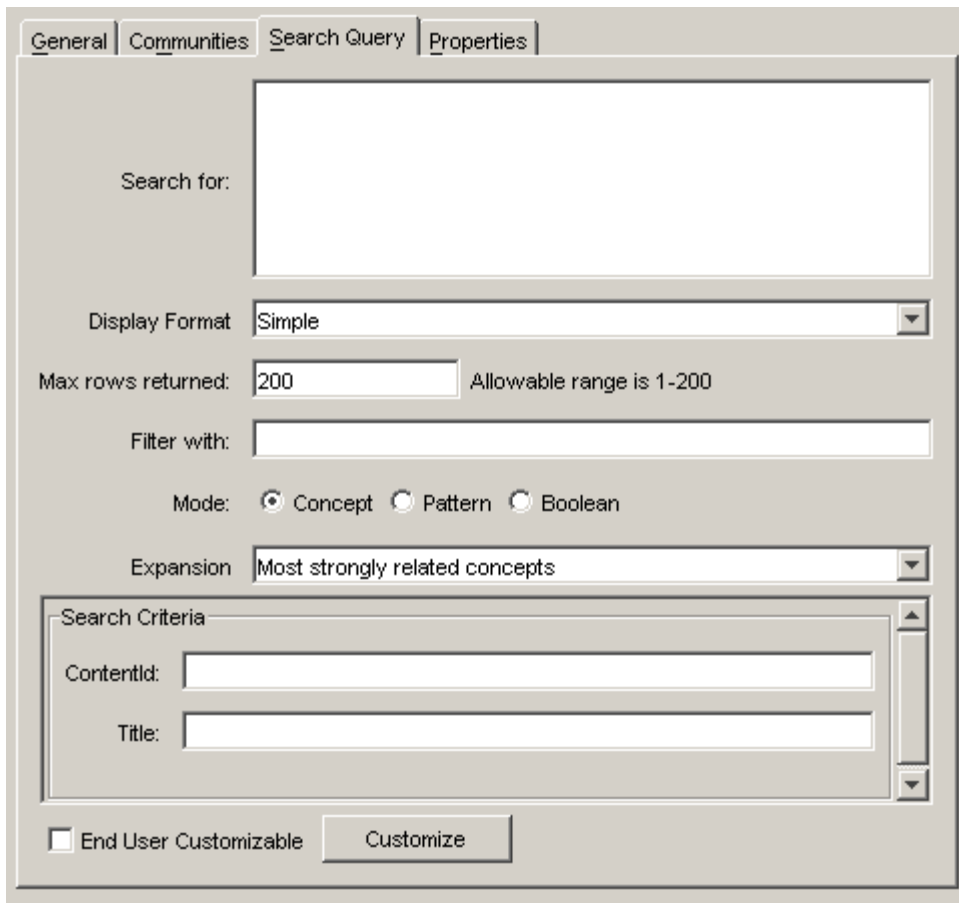 General Communities Search Query Properties
Search for:
Display Format Simple
Max rows returned: 200 Allowable range is 1-200
Filter with:
Mode: Concept Pattern Boolean
Expansion Most strongly related concepts
Search Criteria
ContentId:
Title:
End User Customizable Customize